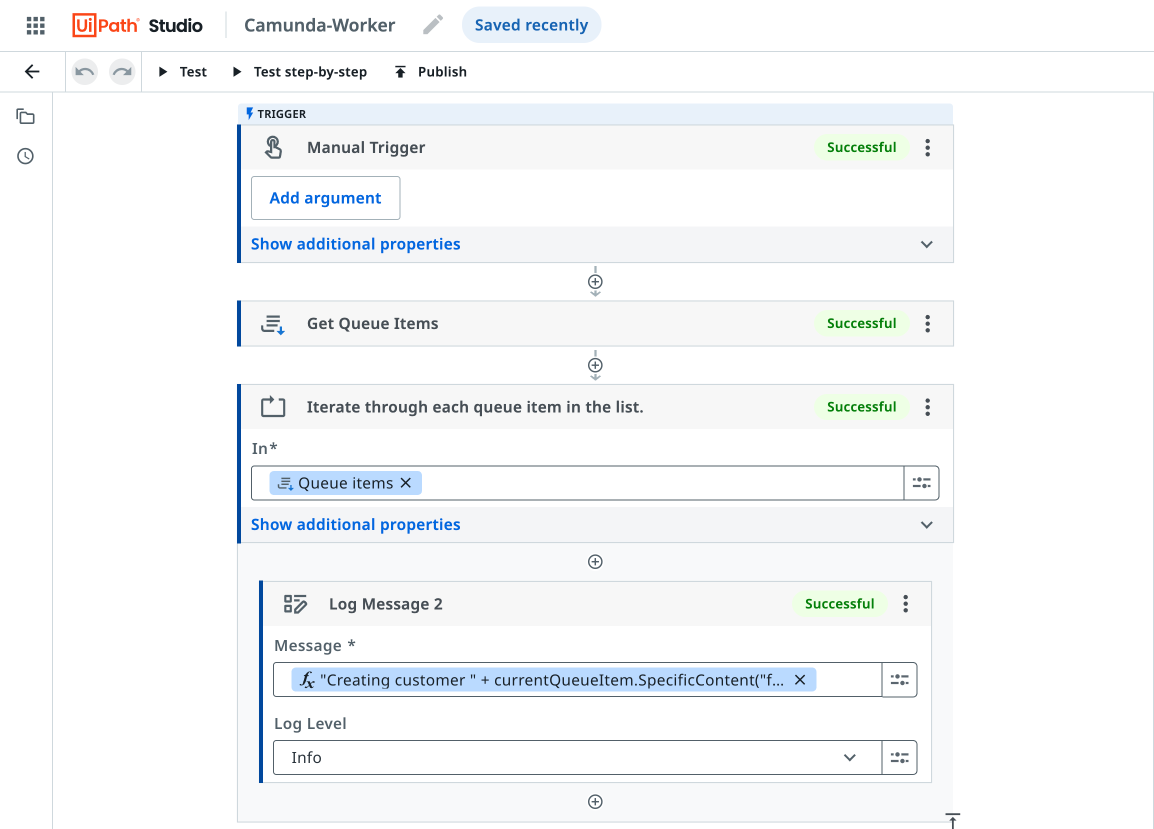 UiPath Studio Camunda-Worker Saved recently
Test Test step-by-step Publish
TRIGGER
Manual Trigger Successful
Add argument
Show additional properties
Get Queue Items Successful
Iterate through each queue item in the list. Successful
In*
Queue items
Show additional properties
Log Message 2 Successful
Message *
fx "Creating customer " + currentQueueItem.SpecificContent("f...
Log Level
Info